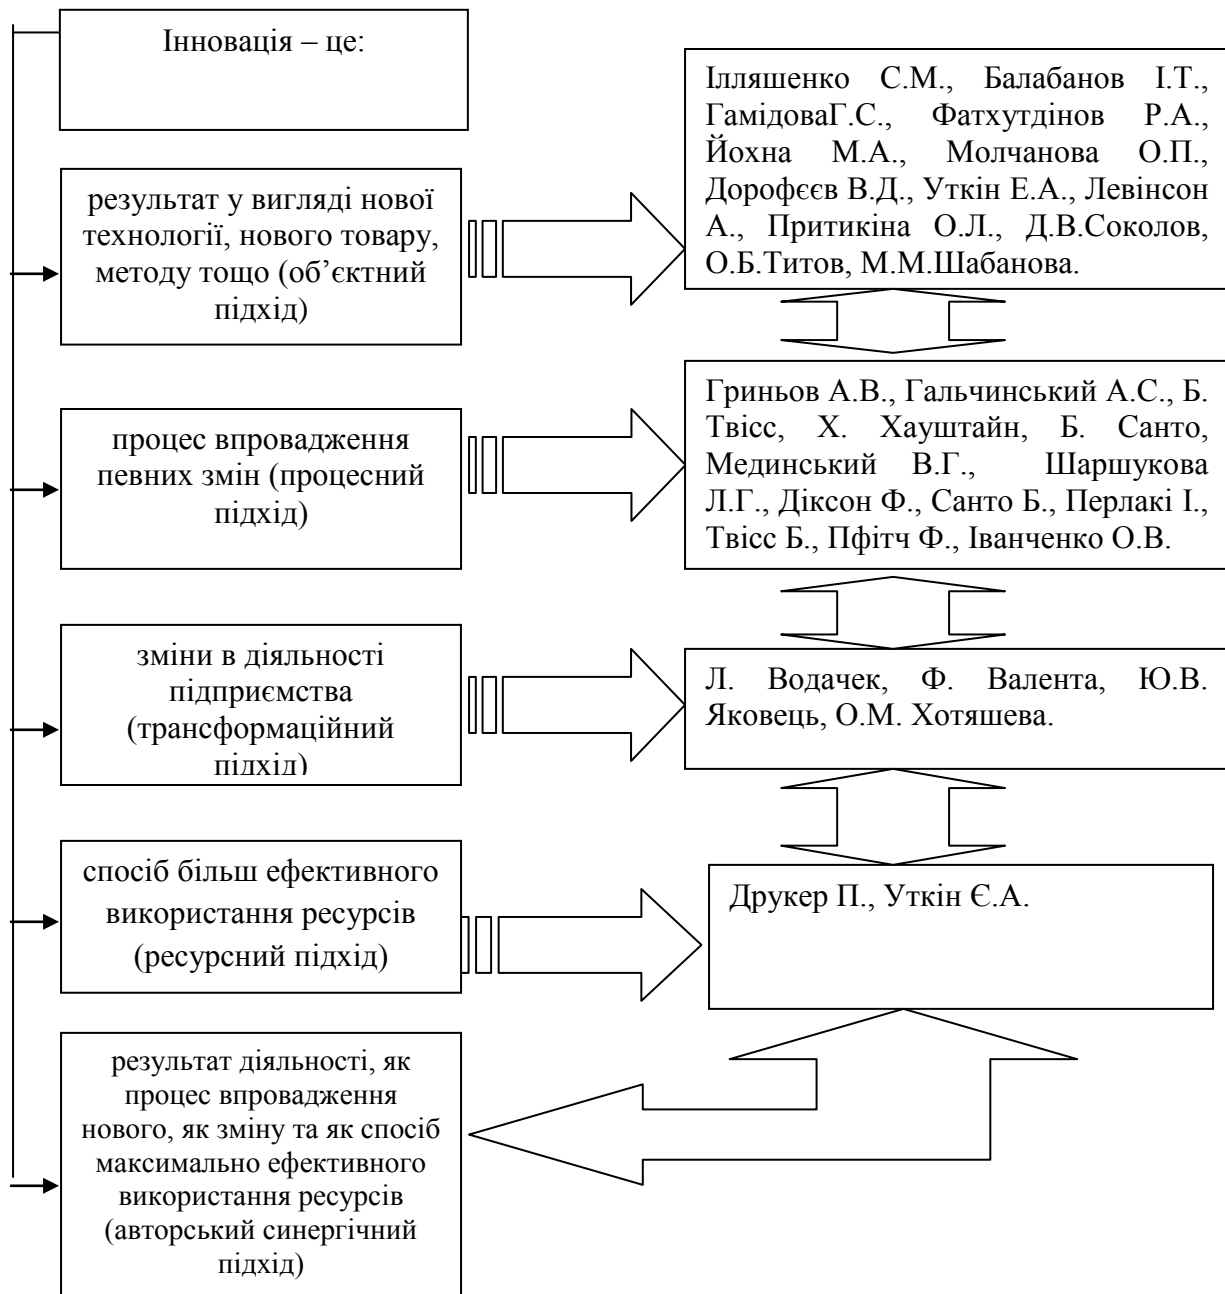 Інновація – це:
результат у вигляді нової
технології, нового товару,
методу тощо (об’єктний
підхід)
Ілляшенко С.М., Балабанов І.Т.,
ГамідоваГ.С., Фатхутдінов Р.А.,
Йохна М.А., Молчанова О.П.,
Дорофєєв В.Д., Уткін Е.А., Левінсон
А., Притикіна О.Л., Д.В.Соколов,
О.Б.Титов, М.М.Шабанова.
процес впровадження
певних змін (процесний
підхід)
Гриньов А.В., Гальчинський А.С., Б.
Твісс, Х. Хауштайн, Б. Санто,
Мединський В.Г., Шаршукова
Л.Г., Діксон Ф., Санто Б., Перлакі І.,
Твісс Б., Пфітч Ф., Іванченко О.В.
зміни в діяльності
підприємства
(трансформаційний
підхід)
Л. Водачек, Ф. Валента, Ю.В.
Яковець, О.М. Хотяшева.
спосіб більш ефективного
використання ресурсів
(ресурсний підхід)
Друкер П., Уткін Є.А.
результат діяльності, як
процес впровадження
нового, як зміну та як спосіб
максимально ефективного
використання ресурсів
(авторський синергічний
підхід)